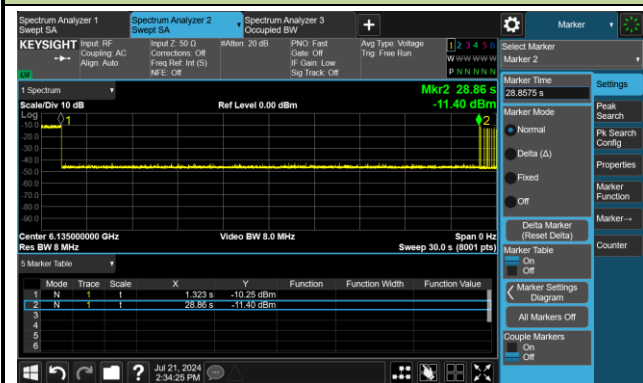 Spectrum Analyzer 1
Swept SA
Spectrum Analyzer 2
Swept SA
Spectrum Analyzer 3
Occupied BW
+
Marker
KEYSIGHT
Input: RF
Coupling: AC
Align: Auto
Input Z: 50 Ω
Corrections: Off
Freq Ref: Int (S)
NFE: Off
#Atten: 20 dB
PNO: Fast
Gate: Off
IF Gain: Low
Sig Track: Off
Avg Type: Voltage
Trig: Free Run
1 2 3 4 5 6
W W W W W W
P N N N N N
Select Marker
Marker 2
1 Spectrum
Scale/Div 10 dB
Ref Level 0.00 dBm
Mkr2 28.86 s
-11.40 dBm
Log
-10.0
-20.0
-30.0
-40.0
-50.0
-60.0
-70.0
-80.0
-90.0
1
2
Center 6.135000000 GHz
Res BW 8 MHz
Video BW 8.0 MHz
Span 0 Hz
Sweep 30.0 s (8001 pts)
5 Marker Table
Mode Trace Scale X Y Function Function Width Function Value
1 N 1 t 1.323 s -10.25 dBm
2 N 1 t 28.86 s -11.40 dBm
3
4
5
6
Marker Time
28.8575 s
Marker Mode
Normal
Delta (Δ)
Fixed
Off
Delta Marker
(Reset Delta)
Marker Table
On
Off
Marker Settings
Diagram
All Markers Off
Couple Markers
On
Off
Settings
Peak
Search
Pk Search
Config
Properties
Marker
Function
Marker→
Counter
?
Jul 21, 2024
2:34:25 PM